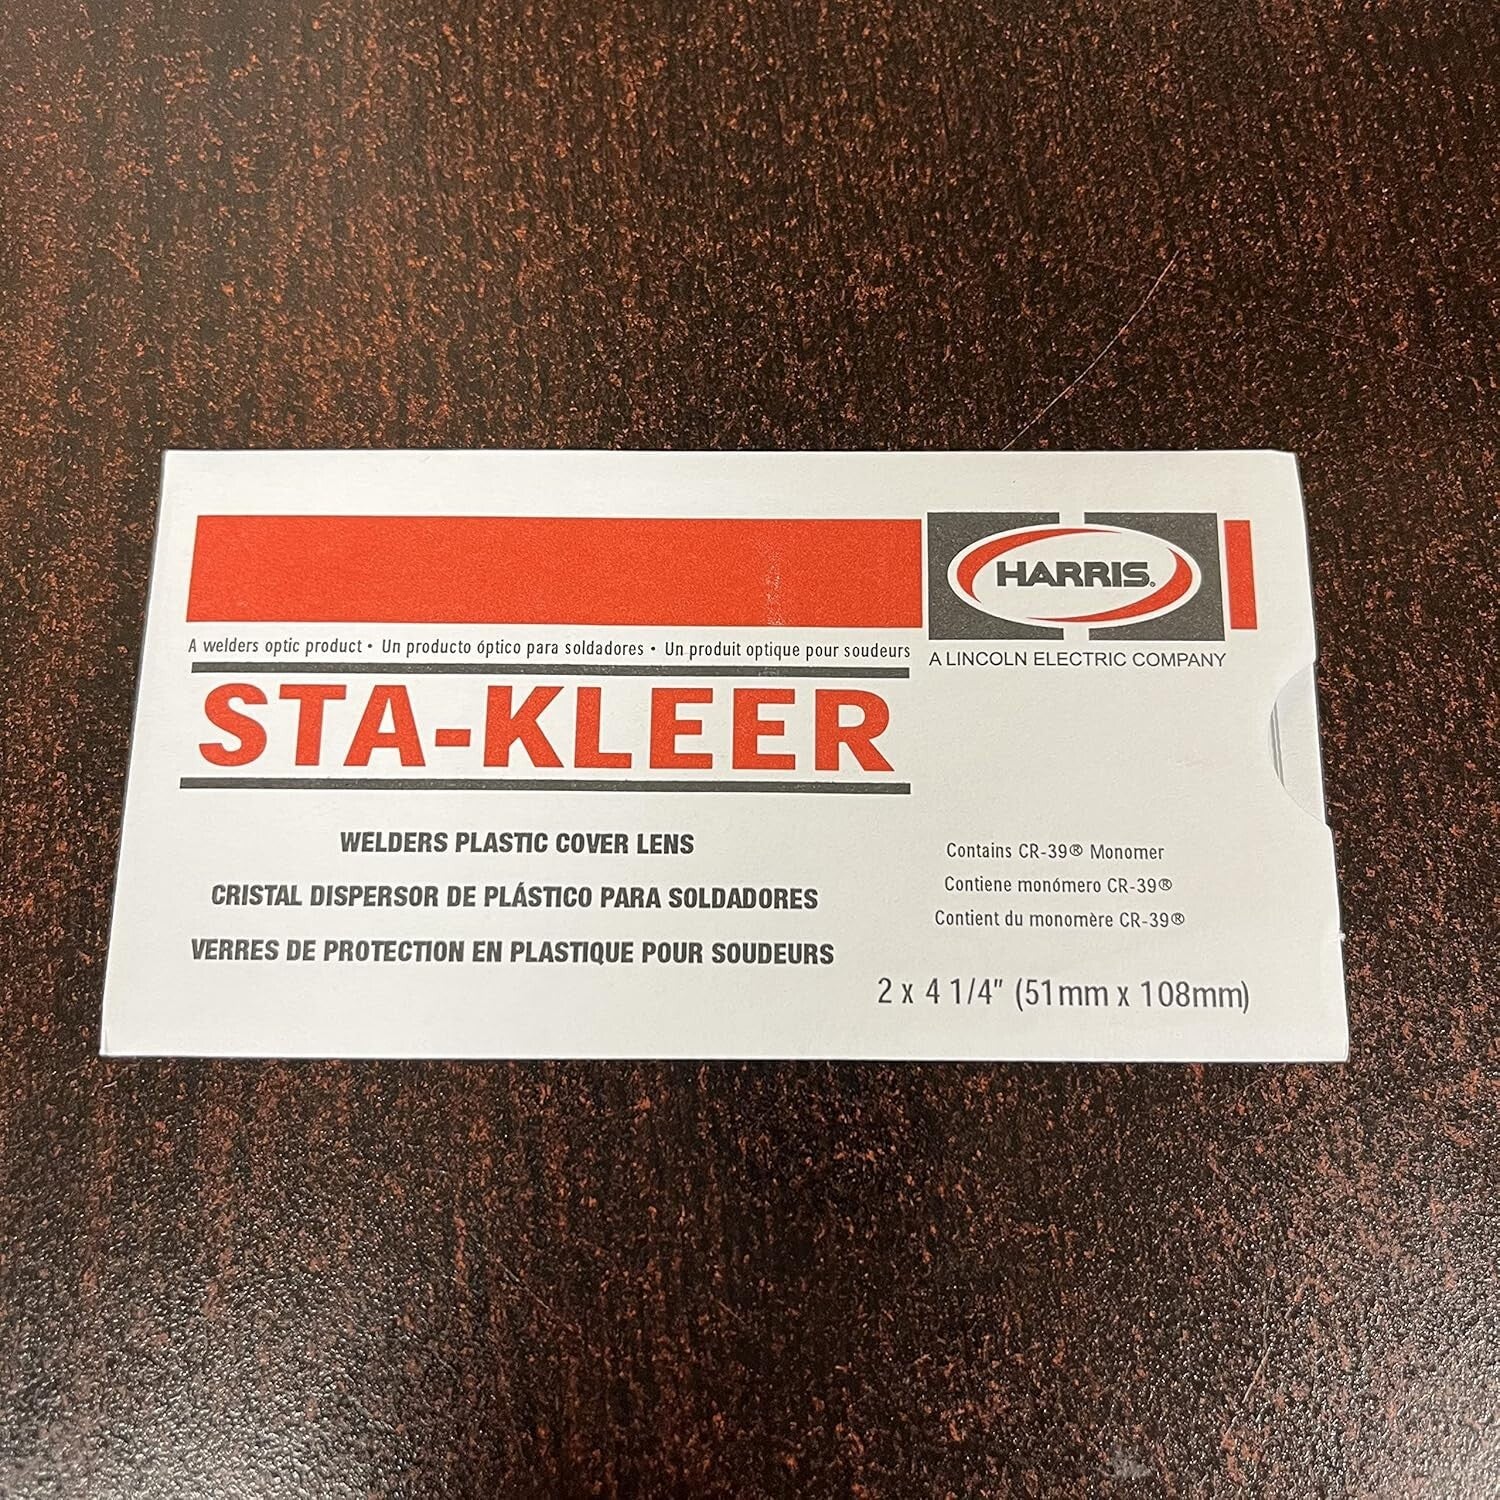 HARRIS®
A welders optic product • Un producto óptico para soldadores • Un produit optique pour soudeurs
A LINCOLN ELECTRIC COMPANY
STA-KLEER
WELDERS PLASTIC COVER LENS
CRISTAL DISPERSOR DE PLÁSTICO PARA SOLDADORES
VERRES DE PROTECTION EN PLASTIQUE POUR SOUDEURS
Contains CR-39® Monomer
Contiene monómero CR-39®
Contient du monomère CR-39®
2 x 4 1/4" (51mm x 108mm)